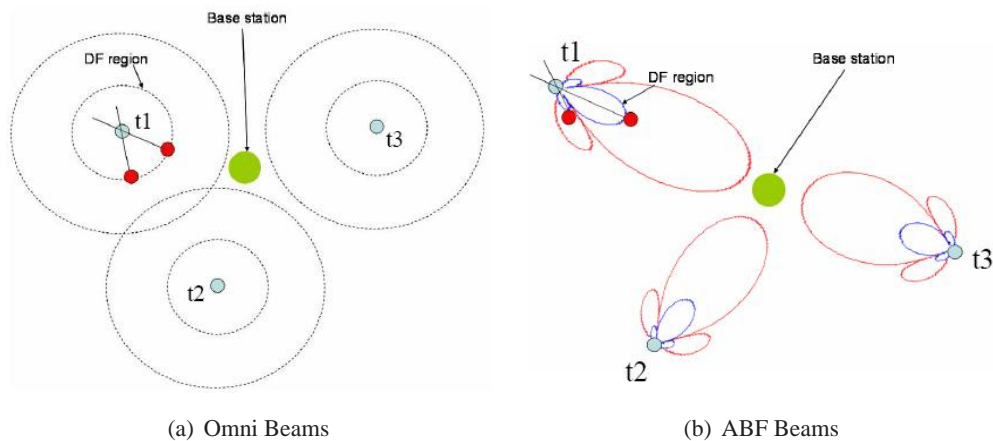 Base station
DF region
t1
t3
t2
(a) Omni Beams
t1
Base station
DF region
t3
t2
(b) ABF Beams